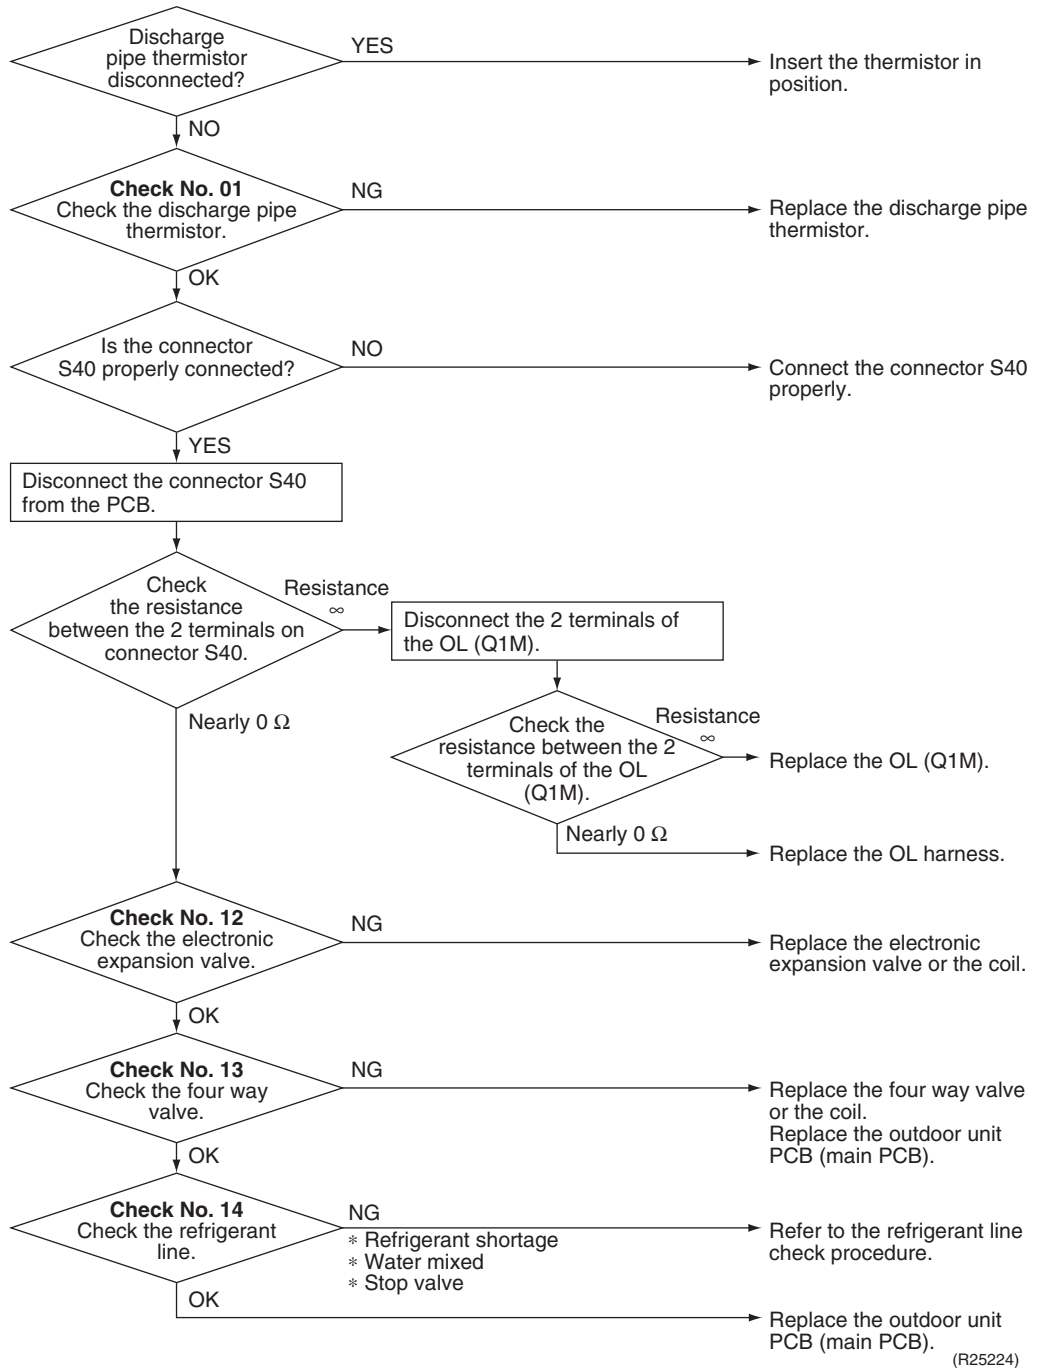 Discharge
pipe thermistor
disconnected?
YES
Insert the thermistor in
position.
NO
Check No. 01
Check the discharge pipe
thermistor.
NG
Replace the discharge pipe
thermistor.
OK
Is the connector
S40 properly connected?
NO
Connect the connector S40
properly.
YES
Disconnect the connector S40
from the PCB.
Check
the resistance
between the 2 terminals on
connector S40.
Resistance
∞
Disconnect the 2 terminals of
the OL (Q1M).
Nearly 0 Ω
Check the
resistance between the 2
terminals of the OL
(Q1M).
Resistance
∞
Replace the OL (Q1M).
Nearly 0 Ω
Replace the OL harness.
Check No. 12
Check the electronic
expansion valve.
NG
Replace the electronic
expansion valve or the coil.
OK
Check No. 13
Check the four way
valve.
NG
Replace the four way valve
or the coil.
Replace the outdoor unit
PCB (main PCB).
OK
Check No. 14
Check the refrigerant
line.
NG
∗ Refrigerant shortage
∗ Water mixed
∗ Stop valve
Refer to the refrigerant line
check procedure.
OK
Replace the outdoor unit
PCB (main PCB).
(R25224)